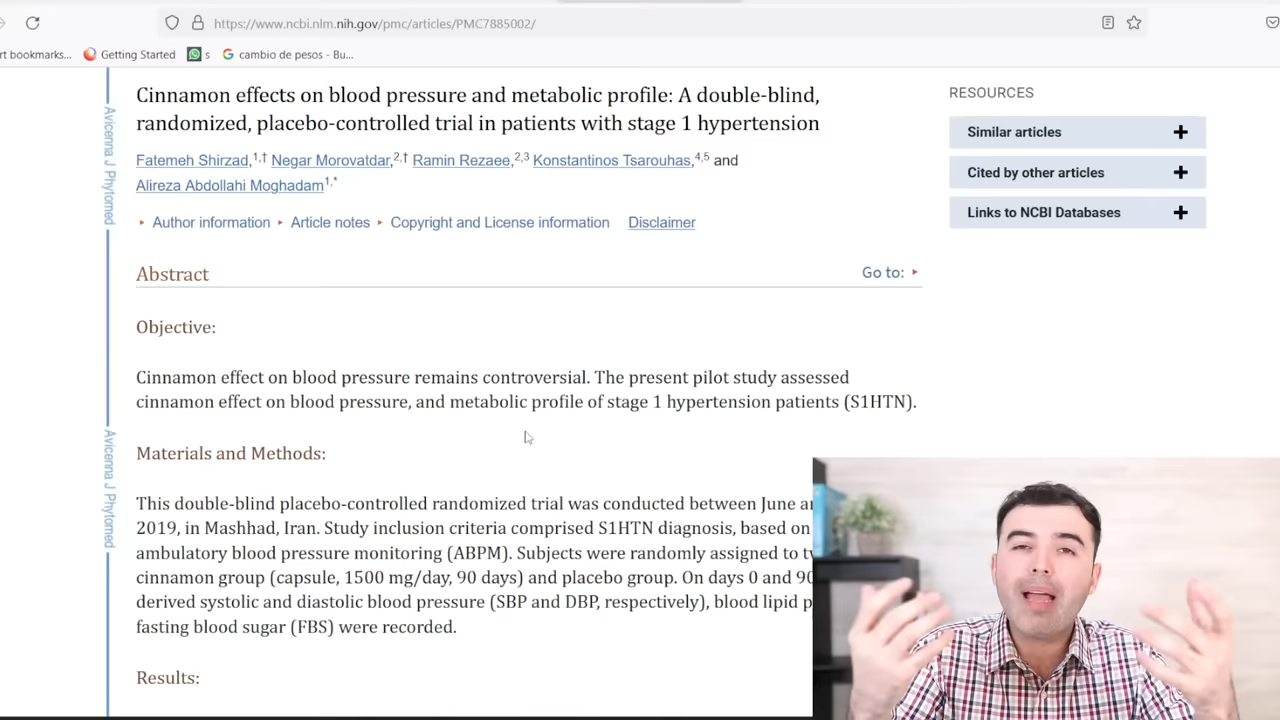 https://www.ncbi.nlm.nih.gov/pmc/articles/PMC7885002/
rt bookmarks...
Getting Started
s
cambio de pesos - Bu...
Cinnamon effects on blood pressure and metabolic profile: A double-blind,
randomized, placebo-controlled trial in patients with stage 1 hypertension
Fatemeh Shirzad,1,† Negar Morovatdar,2,† Ramin Rezaee,2,3 Konstantinos Tsarouhas,4,5 and
Alireza Abdollahi Moghadam1,*
▸ Author information ▸ Article notes ▸ Copyright and License information Disclaimer
Abstract
Go to: ▸
Objective:
Cinnamon effect on blood pressure remains controversial. The present pilot study assessed
cinnamon effect on blood pressure, and metabolic profile of stage 1 hypertension patients (S1HTN).
Materials and Methods:
This double-blind placebo-controlled randomized trial was conducted between June
2019, in Mashhad, Iran. Study inclusion criteria comprised S1HTN diagnosis, based on
ambulatory blood pressure monitoring (ABPM). Subjects were randomly assigned to
cinnamon group (capsule, 1500 mg/day, 90 days) and placebo group. On days 0 and 90
derived systolic and diastolic blood pressure (SBP and DBP, respectively), blood lipid p
fasting blood sugar (FBS) were recorded.
Results:
RESOURCES
Similar articles +
Cited by other articles +
Links to NCBI Databases +
Avicenna J Phytomed
Avicenna J Phytomed